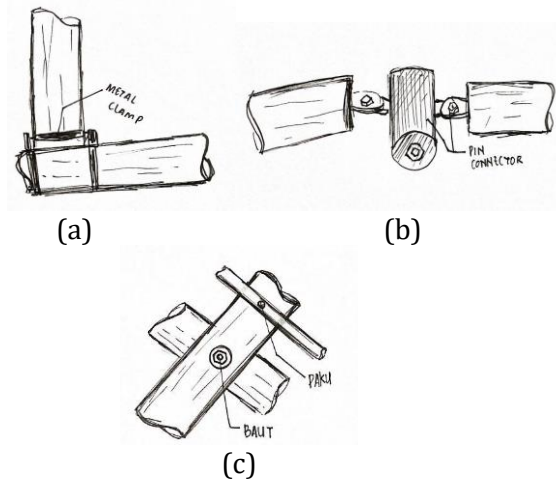 METAL
CLAMP
(a)
PIN
CONNECTOR
(b)
PAKU
BAUT
(c)